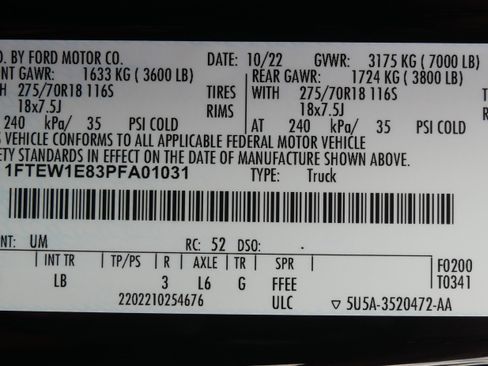 O. BY FORD MOTOR CO. DATE: 10/22 GVWR: 3175 KG ( 7000 LB)
NT GAWR: 1633 KG ( 3600 LB) REAR GAWR: 1724 KG ( 3800 LB)
TH 275/70R18 116S TIRES WITH 275/70R18 116S
18x7.5J RIMS 18x7.5J
240 kPa/ 35 PSI COLD AT 240 kPa/ 35 PSI COLD
S VEHICLE CONFORMS TO ALL APPLICABLE FEDERAL MOTOR VEHICLE
ETY STANDARDS IN EFFECT ON THE DATE OF MANUFACTURE SHOWN ABOVE.
1FTEW1E83PFA01031 TYPE: Truck
NT: UM RC: 52 DSO:
INT TR TP/PS R AXLE TR SPR F0200
LB 3 L6 G FFEE T0341
2202210254676 ULC ▽ 5U5A-3520472-AA